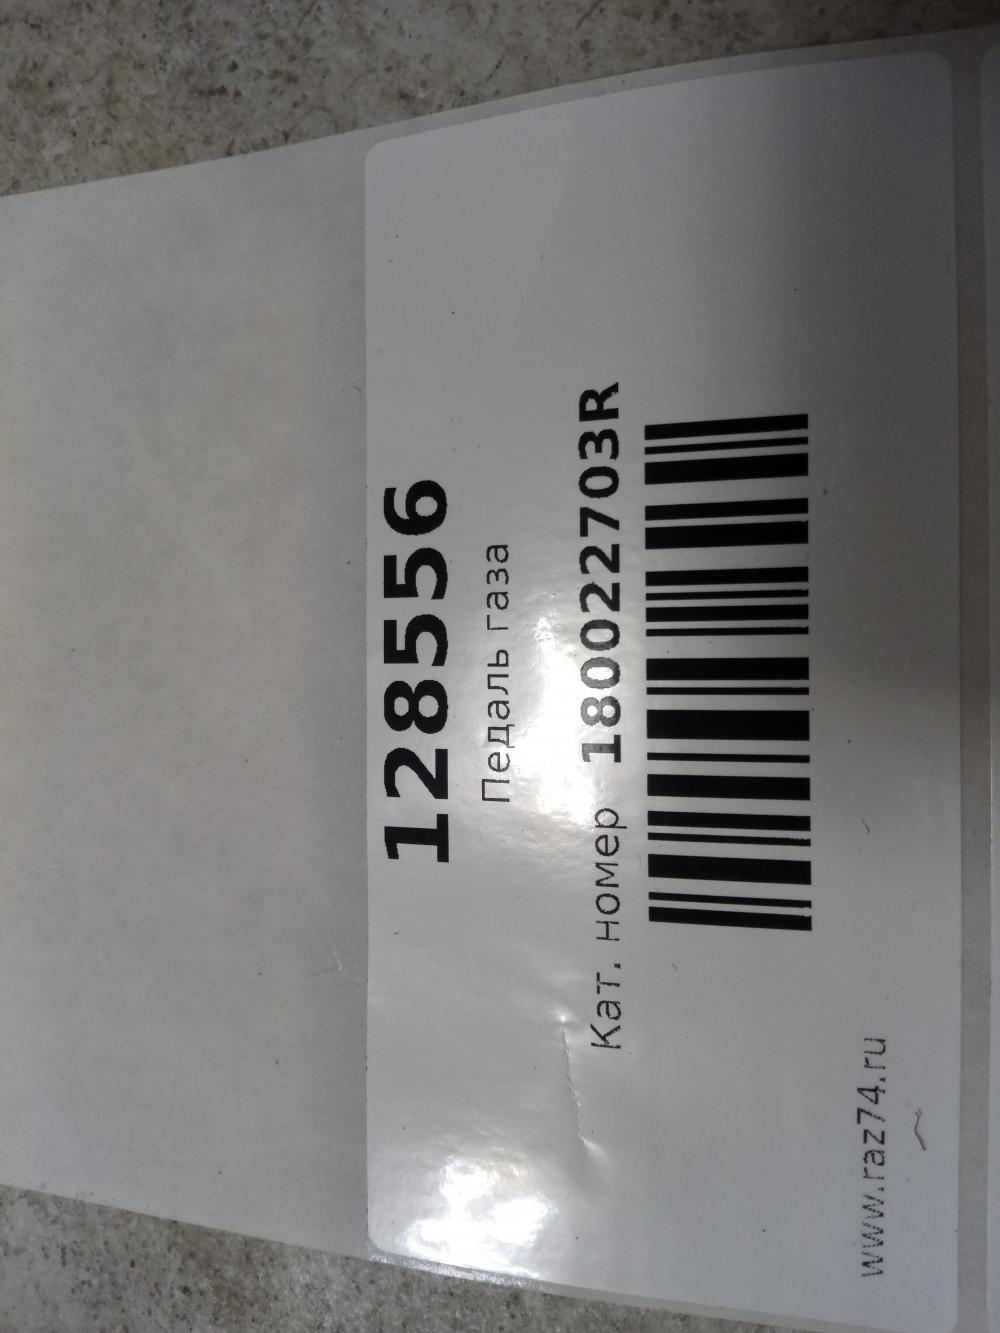 128556
Педаль газа
Кат. номер 180022703R
www.raz74.ru